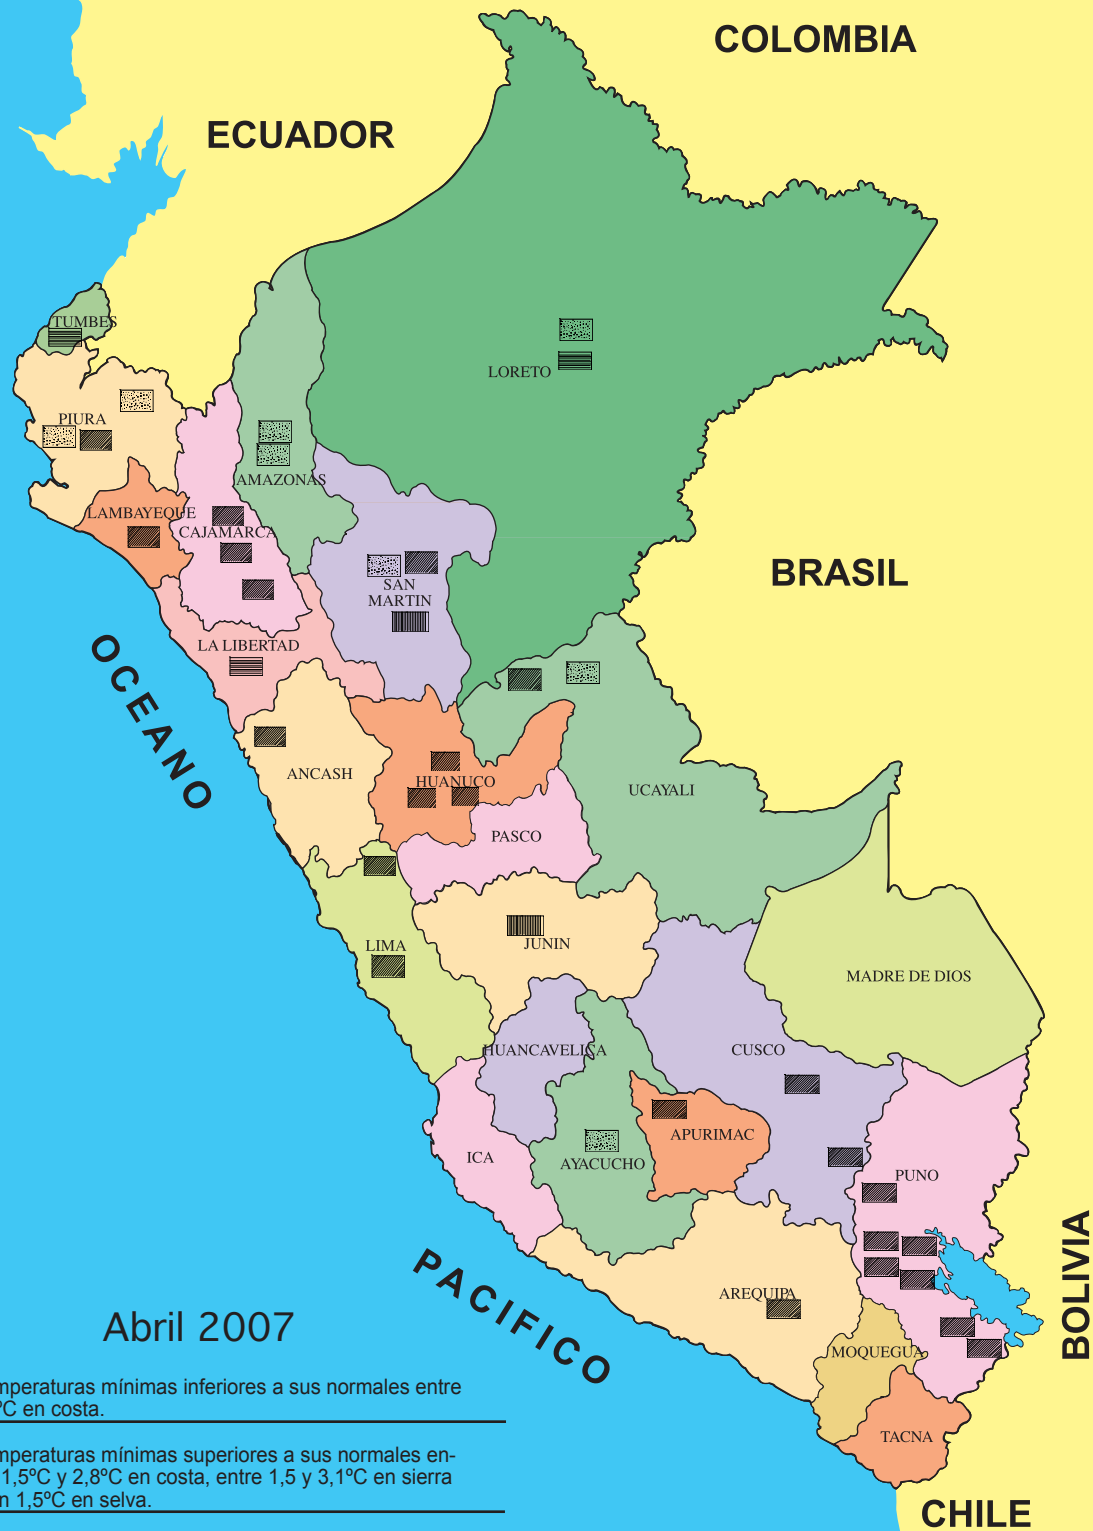 COLOMBIA
ECUADOR
TUMBES
LORETO
PIURA
AMAZONAS
LAMBAYEQUE
CAJAMARCA
BRASIL
SAN
MARTIN
LA LIBERTAD
OCEANO
ANCASH
HUANUCO
UCAYALI
PASCO
LIMA
JUNIN
MADRE DE DIOS
HUANCAVELICA
CUSCO
APURIMAC
ICA
AYACUCHO
PUNO
PACIFICO
AREQUIPA
BOLIVIA
MOQUEGUA
TACNA
CHILE
Abril 2007
mperaturas mínimas inferiores a sus normales entre
ºC en costa.
mperaturas mínimas superiores a sus normales en-
1,5ºC y 2,8ºC en costa, entre 1,5 y 3,1ºC en sierra
n 1,5ºC en selva.